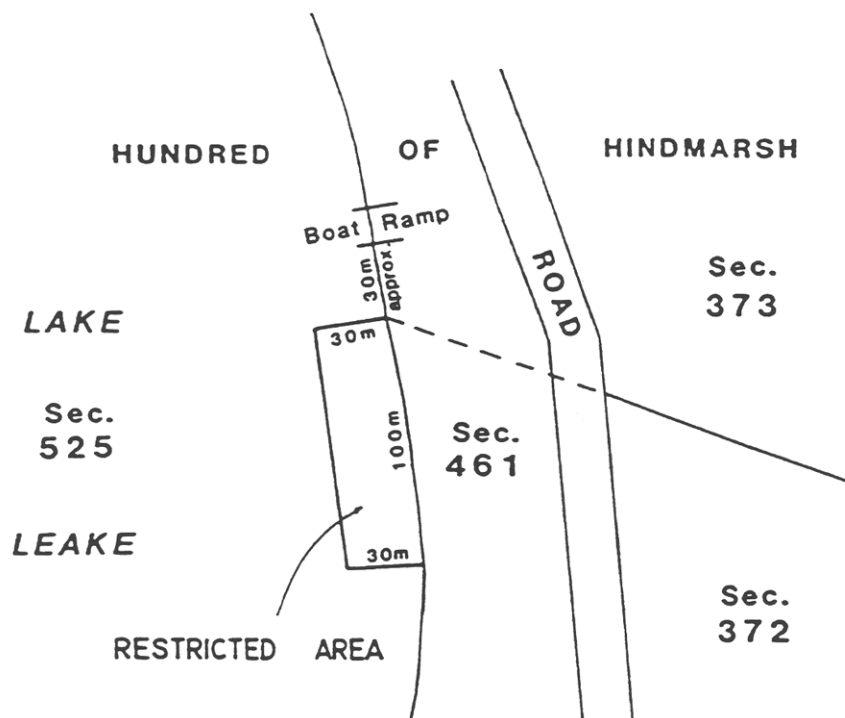 HUNDRED OF HINDMARSH
Boat Ramp
30m
approx.
ROAD
Sec.
373
LAKE
30m
Sec.
525
100m
Sec.
461
LEAKE
30m
Sec.
372
RESTRICTED AREA